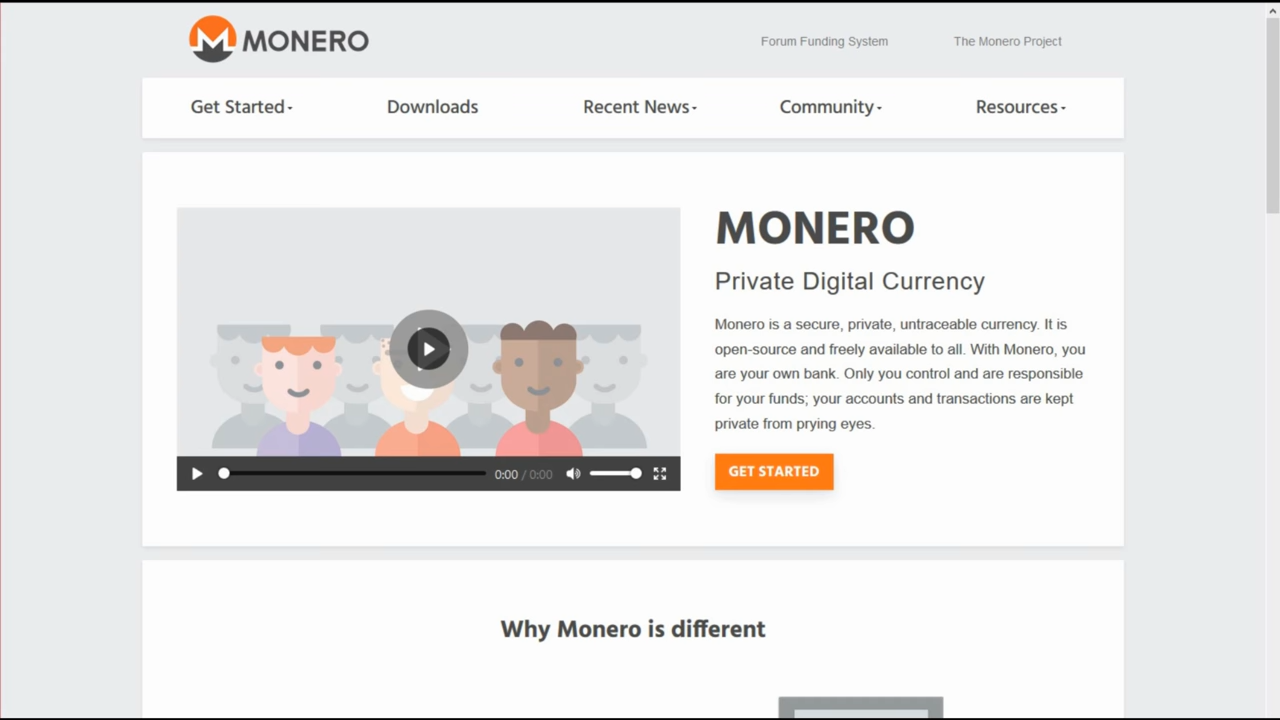 MONERO
Forum Funding System
The Monero Project
Get Started
Downloads
Recent News
Community
Resources
MONERO
Private Digital Currency
Monero is a secure, private, untraceable currency. It is
open-source and freely available to all. With Monero, you
are your own bank. Only you control and are responsible
for your funds; your accounts and transactions are kept
private from prying eyes.
GET STARTED
0:00 / 0:00
Why Monero is different